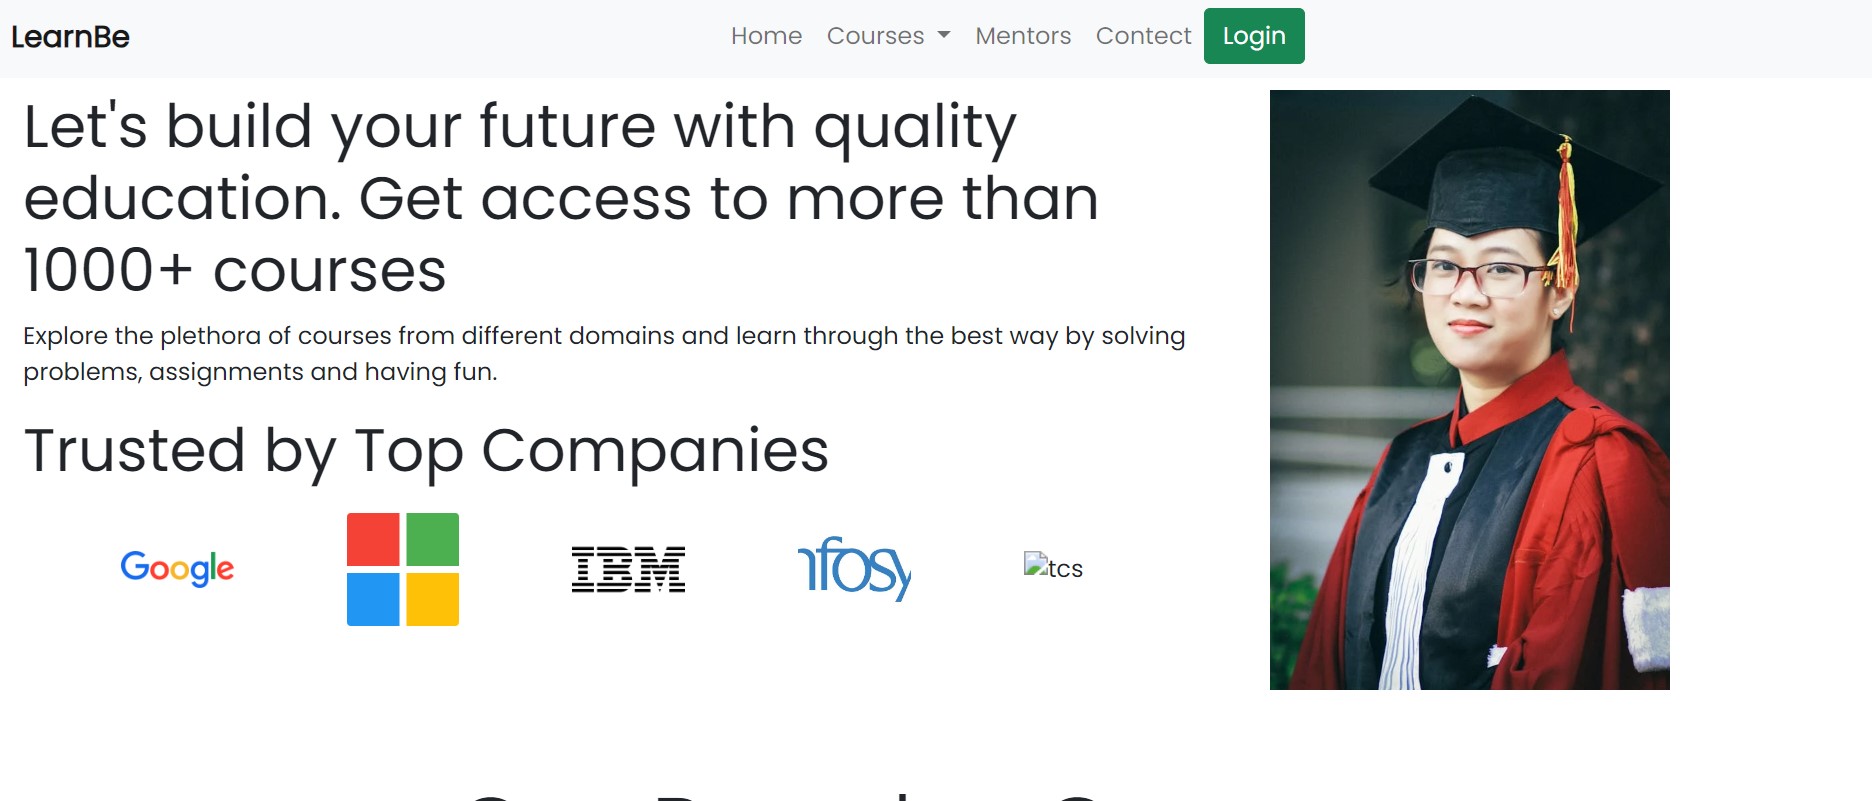 LearnBe
Home Courses Mentors Contect Login
Let's build your future with quality
education. Get access to more than
1000+ courses
Explore the plethora of courses from different domains and learn through the best way by solving
problems, assignments and having fun.
Trusted by Top Companies
Google IBM nfosy tcs